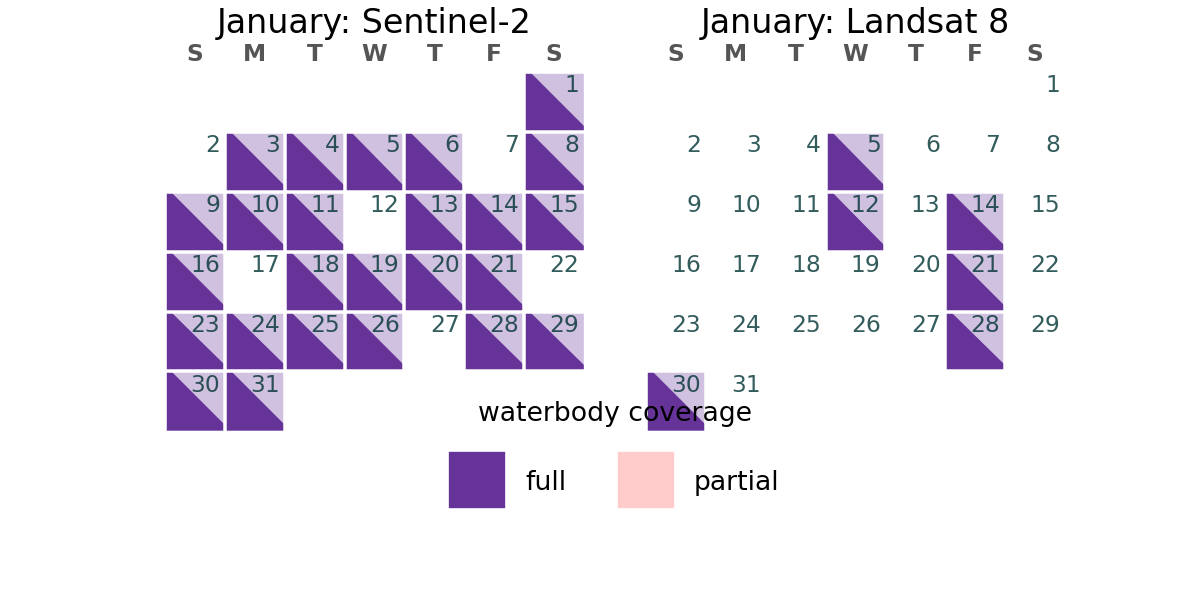 January: Sentinel-2
S M T W T F S
1
2 3 4 5 6 7 8
9 10 11 12 13 14 15
16 17 18 19 20 21 22
23 24 25 26 27 28 29
30 31
January: Landsat 8
S M T W T F S
1
2 3 4 5 6 7 8
9 10 11 12 13 14 15
16 17 18 19 20 21 22
23 24 25 26 27 28 29
30 31
waterbody coverage
full partial